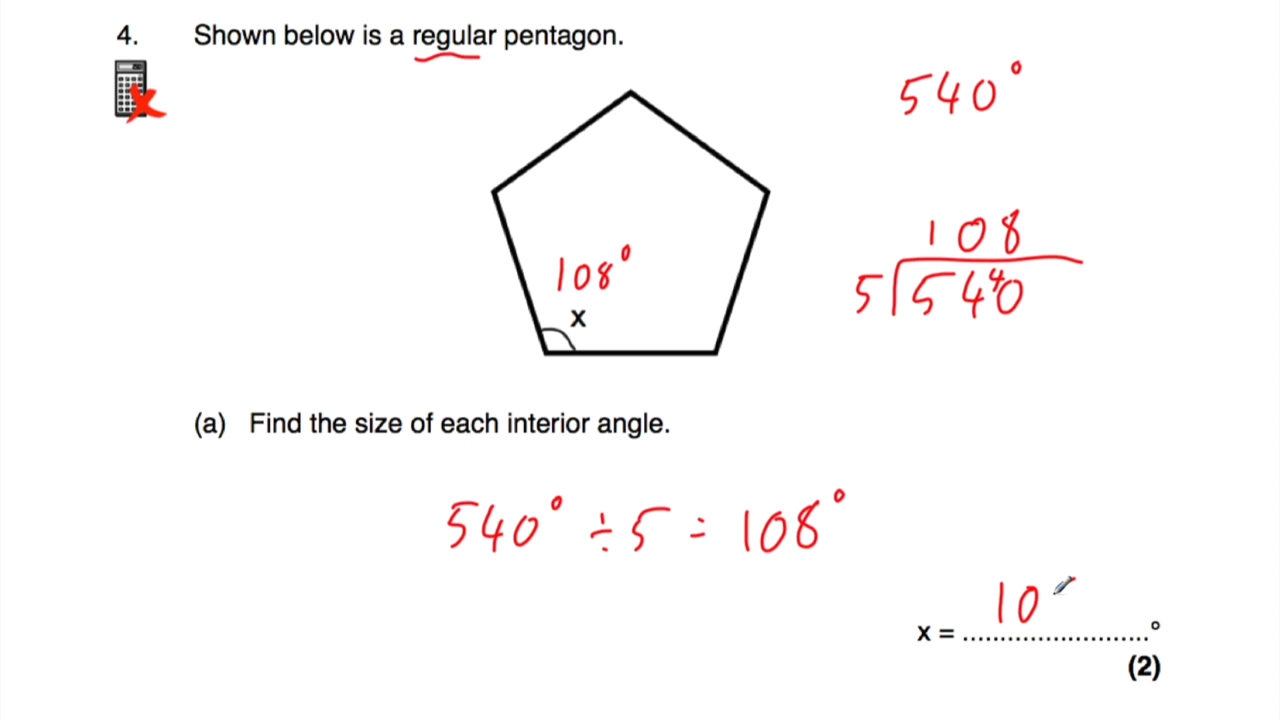 4. Shown below is a regular pentagon.
540°
108
5 5440
108°
x
(a) Find the size of each interior angle.
540° ÷ 5 = 108°
10
x = ..........................°
(2)